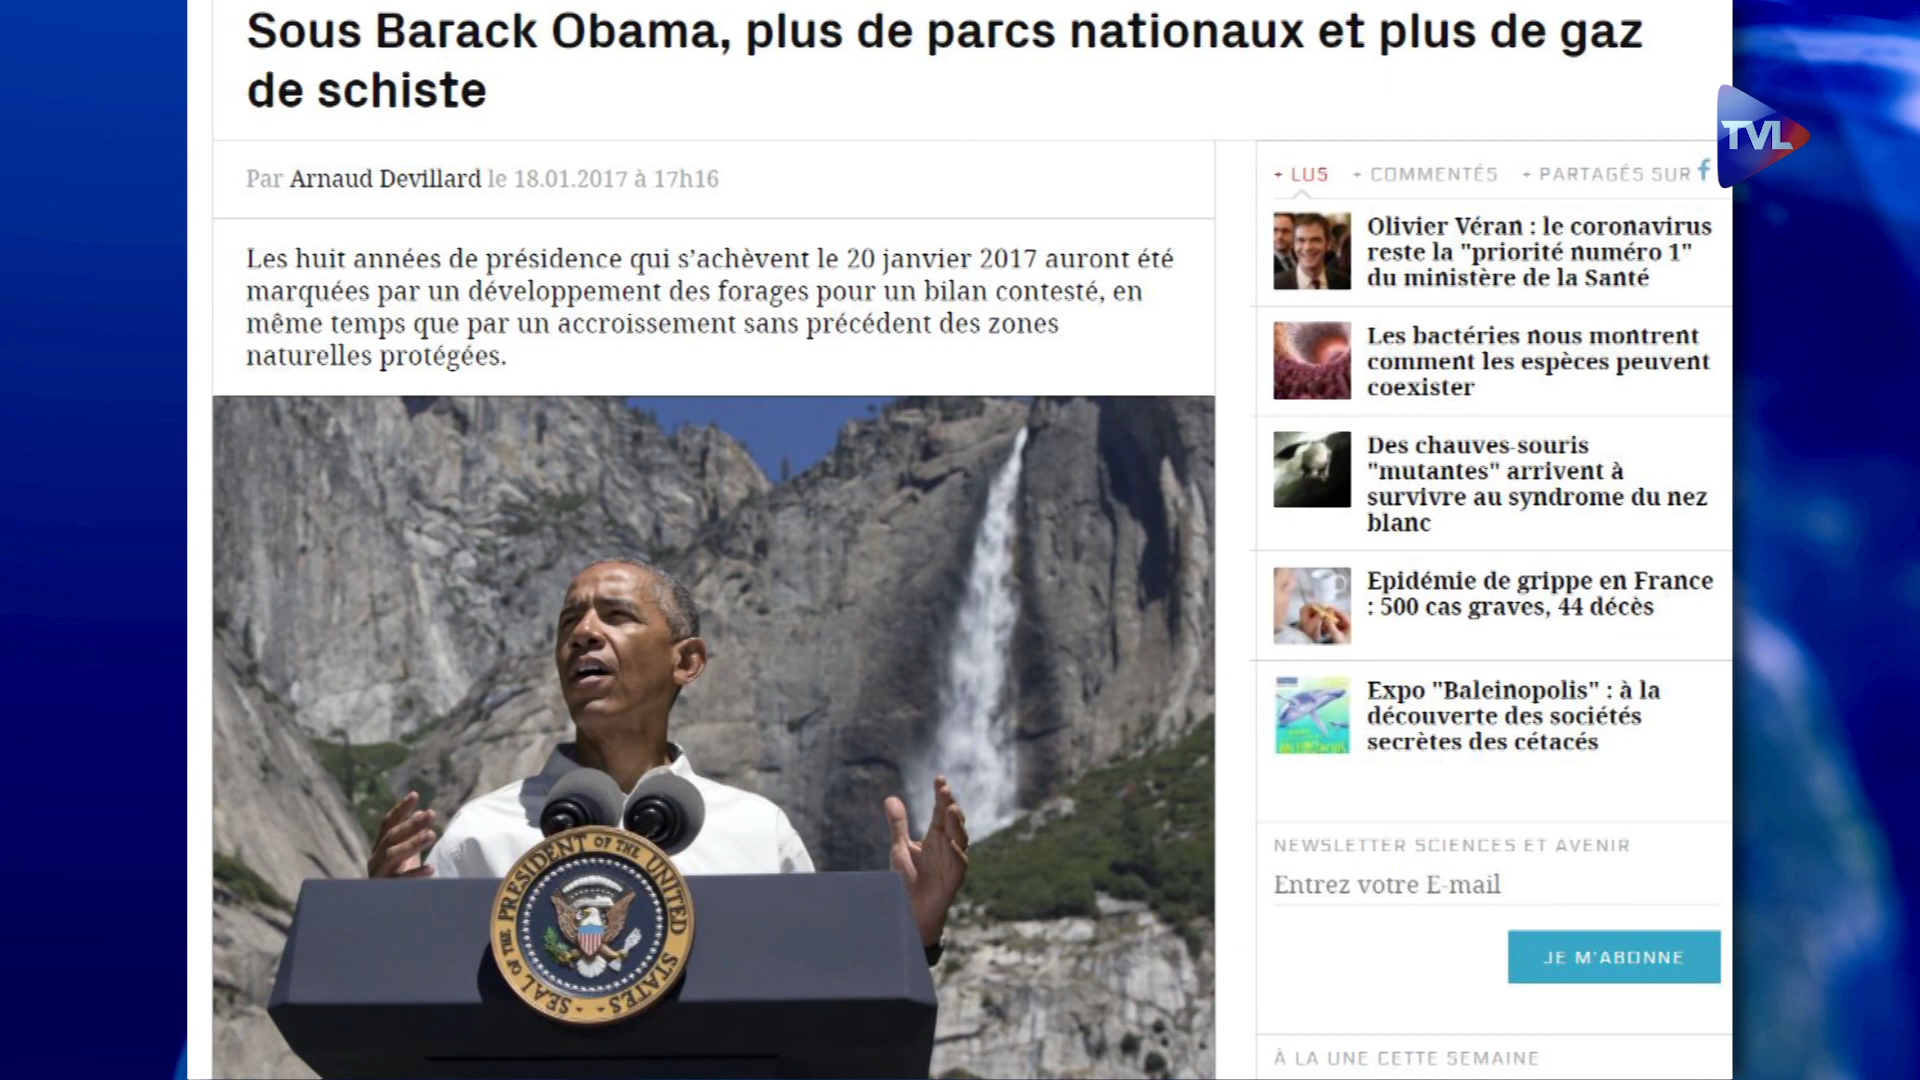 Sous Barack Obama, plus de parcs nationaux et plus de gaz
de schiste
TVL
Par Arnaud Devillard le 18.01.2017 à 17h16
Les huit années de présidence qui s’achèvent le 20 janvier 2017 auront été
marquées par un développement des forages pour un bilan contesté, en
même temps que par un accroissement sans précédent des zones
naturelles protégées.
SEAL OF THE PRESIDENT OF THE UNITED STATES
+ LUS + COMMENTÉS + PARTAGÉS SUR f
Olivier Véran : le coronavirus
reste la "priorité numéro 1"
du ministère de la Santé
Les bactéries nous montrent
comment les espèces peuvent
coexister
Des chauves-souris
"mutantes" arrivent à
survivre au syndrome du nez
blanc
Epidémie de grippe en France
: 500 cas graves, 44 décès
Expo "Baleinopolis" : à la
découverte des sociétés
secrètes des cétacés
NEWSLETTER SCIENCES ET AVENIR
Entrez votre E-mail
JE M'ABONNE
À LA UNE CETTE SEMAINE